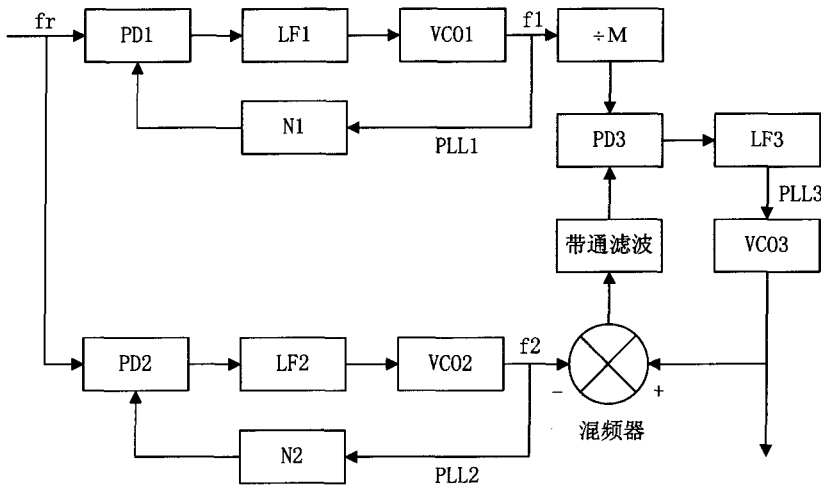 fr
PD1
LF1
VCO1
f1
÷M
N1
PLL1
PD3
LF3
PLL3
带通滤波
VCO3
PD2
LF2
VCO2
f2
-
+
混频器
N2
PLL2